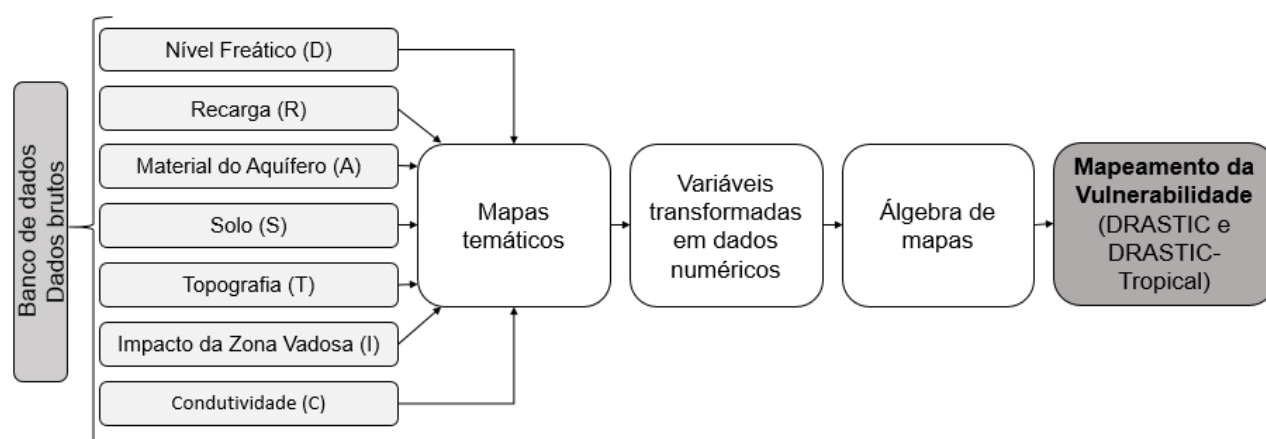 Banco de dados
Dados brutos
Nível Freático (D)
Recarga (R)
Material do Aquífero (A)
Solo (S)
Topografia (T)
Impacto da Zona Vadosa (I)
Condutividade (C)
Mapas
temáticos
Variáveis
transformadas
em dados
numéricos
Álgebra de
mapas
Mapeamento da
Vulnerabilidade
(DRASTIC e
DRASTIC-
Tropical)